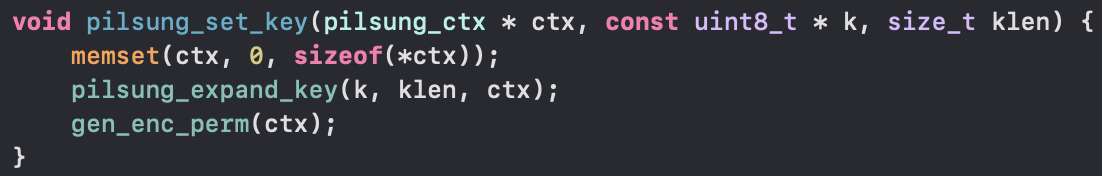 void pilsung_set_key(pilsung_ctx * ctx, const uint8_t * k, size_t klen) {
    memset(ctx, 0, sizeof(*ctx));
    pilsung_expand_key(k, klen, ctx);
    gen_enc_perm(ctx);
}